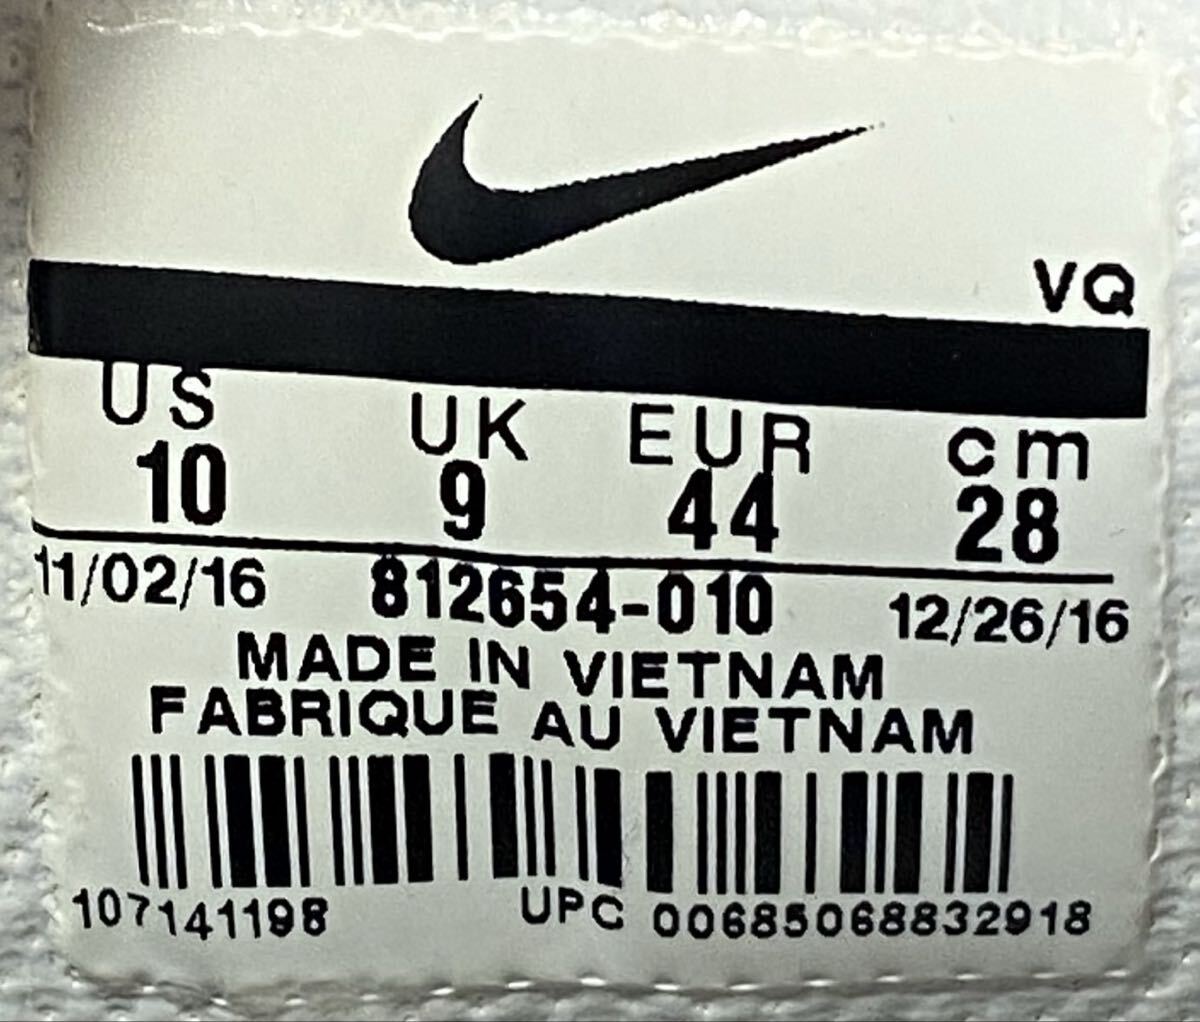 VQ
US UK EUR cm
10 9 44 28
11/02/16 812654-010 12/26/16
MADE IN VIETNAM
FABRIQUE AU VIETNAM
107141198 UPC 00685068832918